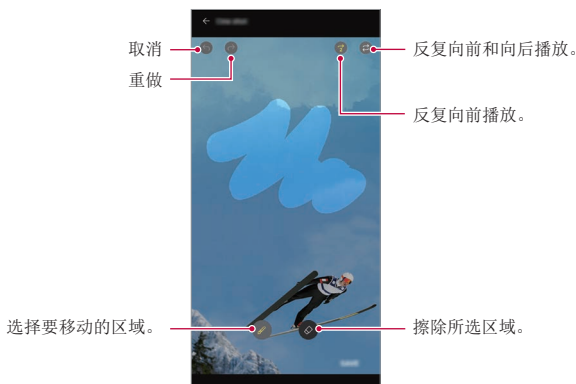 取消
重做
反复向前和向后播放。
反复向前播放。
选择要移动的区域。
擦除所选区域。